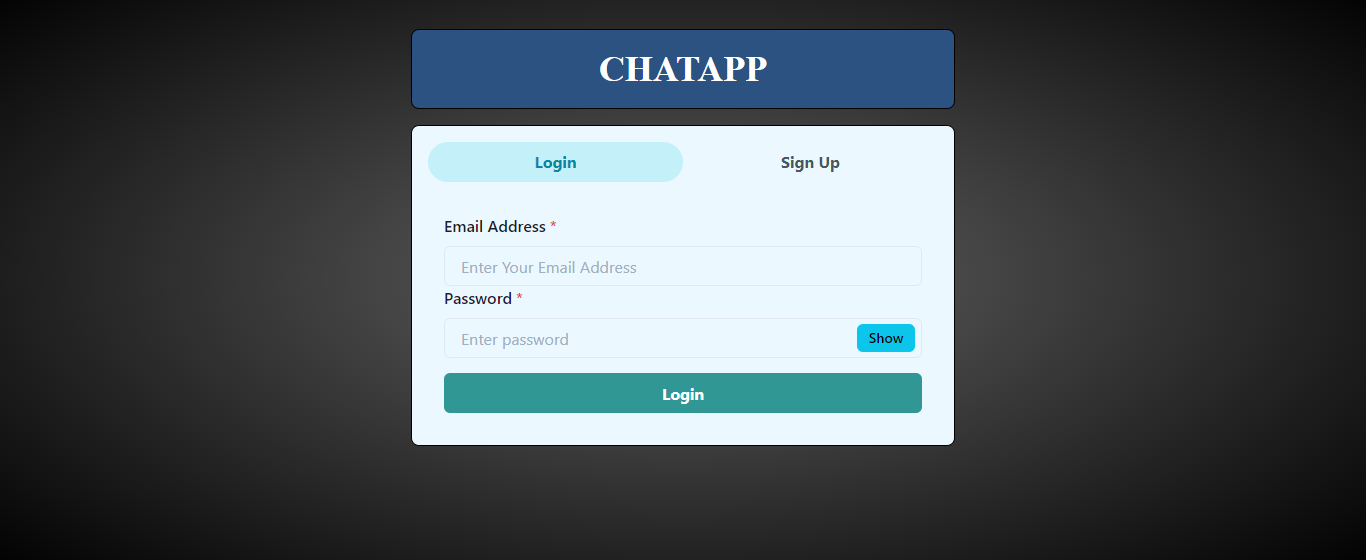 CHATAPP
Login Sign Up
Email Address *
Enter Your Email Address
Password *
Enter password Show
Login